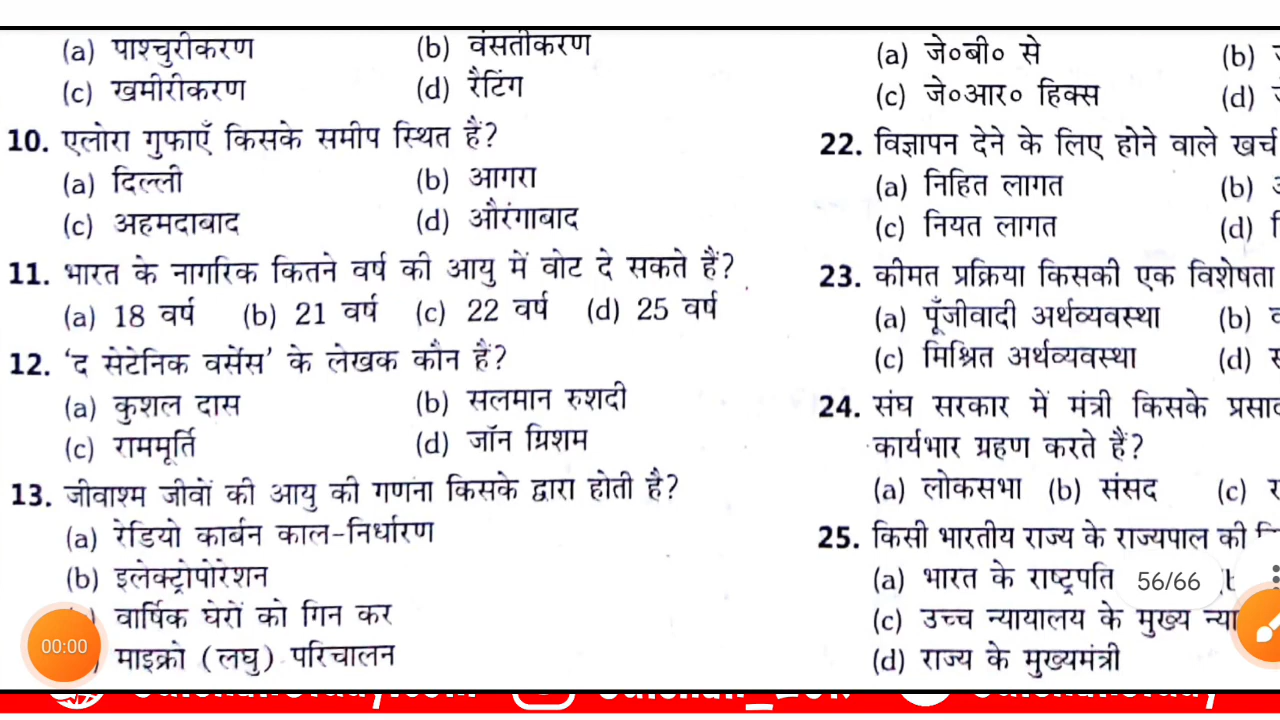 (a) पाश्चुरीकरण (b) वंसतीकरण
(c) खमीरीकरण (d) रैटिंग
10. एलोरा गुफाएँ किसके समीप स्थित हैं?
(a) दिल्ली (b) आगरा
(c) अहमदाबाद (d) औरंगाबाद
11. भारत के नागरिक कितने वर्ष की आयु में वोट दे सकते हैं?
(a) 18 वर्ष (b) 21 वर्ष (c) 22 वर्ष (d) 25 वर्ष
12. ‘द सेटेनिक वर्सेस’ के लेखक कौन हैं?
(a) कुशल दास (b) सलमान रुशदी
(c) राममूर्ति (d) जॉन ग्रिशम
13. जीवाश्म जीवों की आयु की गणना किसके द्वारा होती है?
(a) रेडियो कार्बन काल-निर्धारण
(b) इलेक्ट्रोपोरेशन
वार्षिक घेरों को गिन कर
माइक्रो (लघु) परिचालन
00:00
(a) जे०बी० से (b)
(c) जे०आर० हिक्स (d)
22. विज्ञापन देने के लिए होने वाले खर्च
(a) निहित लागत (b)
(c) नियत लागत (d)
23. कीमत प्रक्रिया किसकी एक विशेषता
(a) पूँजीवादी अर्थव्यवस्था (b)
(c) मिश्रित अर्थव्यवस्था (d)
24. संघ सरकार में मंत्री किसके
कार्यभार ग्रहण करते हैं?
(a) लोकसभा (b) संसद (c)
25. किसी भारतीय राज्य के राज्यपाल की
(a) भारत के राष्ट्रपति
56/66
(c) उच्च न्यायालय के मुख्य
(d) राज्य के मुख्यमंत्री